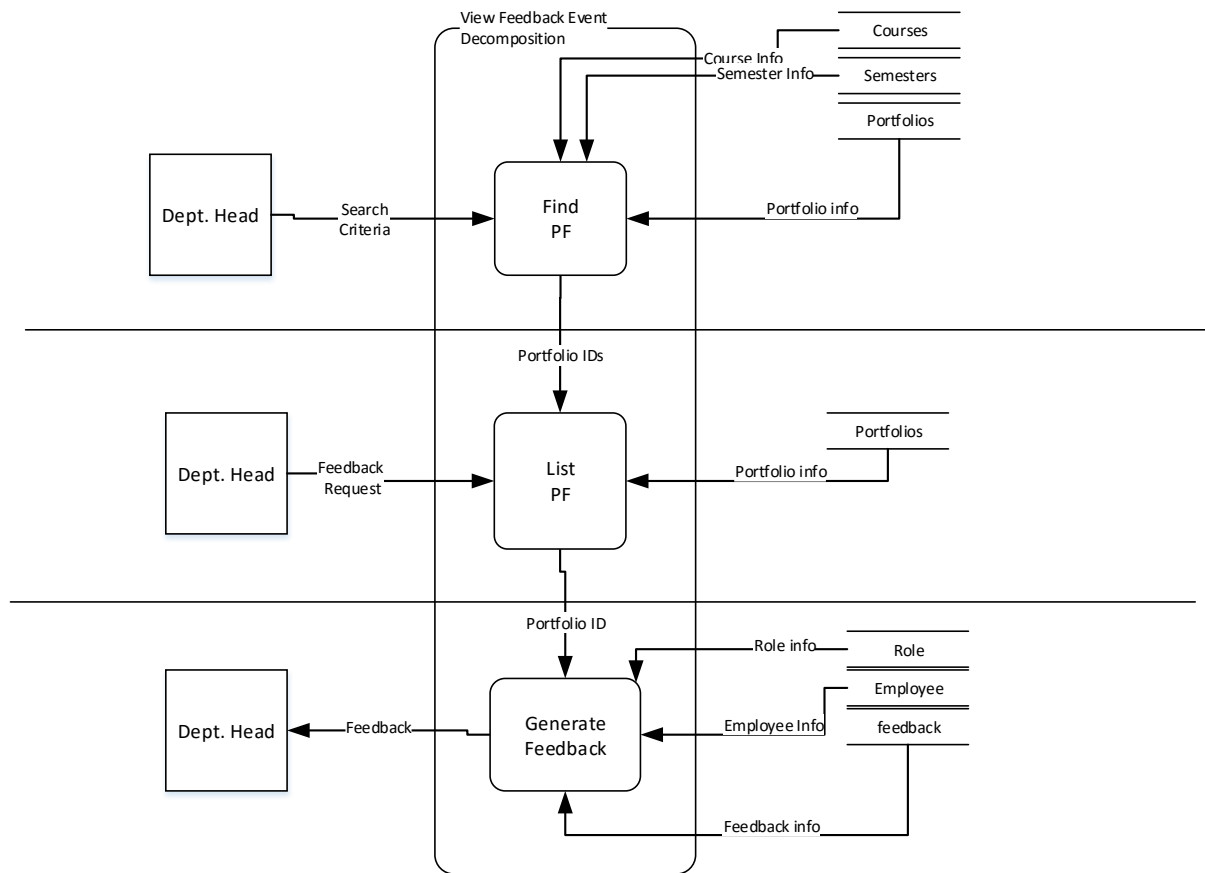 View Feedback Event
Decomposition
Courses
Course Info
Semester Info
Semesters
Portfolios
Dept. Head
Search
Criteria
Find
PF
Portfolio info
Portfolio IDs
Portfolios
Dept. Head
Feedback
Request
List
PF
Portfolio info
Portfolio ID
Role info
Role
Employee
Dept. Head
Feedback
Generate
Feedback
Employee Info
feedback
Feedback info